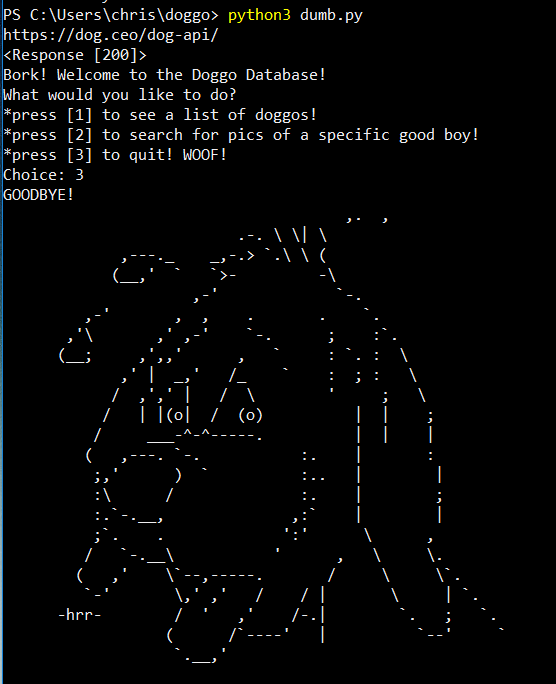 PS C:\Users\chris\doggo> python3 dumb.py
https://dog.ceo/dog-api/
<Response [200]>
Bork! Welcome to the Doggo Database!
What would you like to do?
*press [1] to see a list of doggos!
*press [2] to search for pics of a specific good boy!
*press [3] to quit! WOOF!
Choice: 3
GOODBYE!
-hrr-